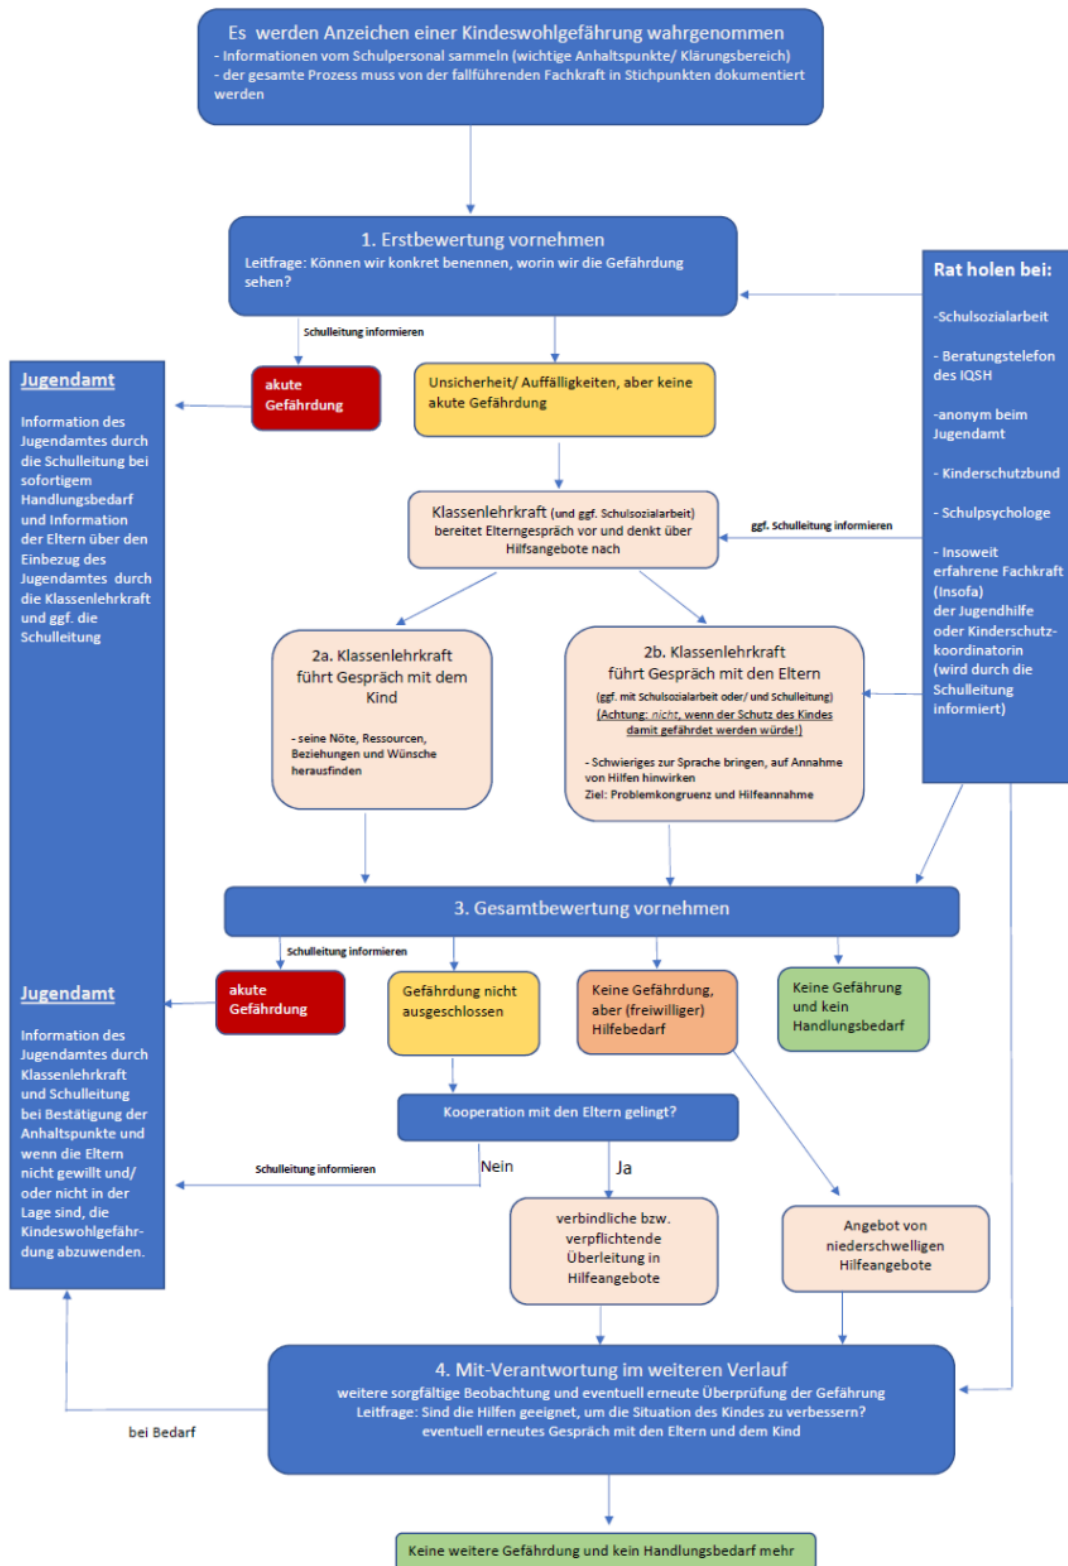 Es werden Anzeichen einer Kindeswohlgefährung wahrgenommen
- Informationen vom Schulpersonal sammeln (wichtige Anhaltspunkte/ Klärungsbereich)
- der gesamte Prozess muss von der fallführenden Fachkraft in Stichpunkten dokumentiert
werden
1. Erstbewertung vornehmen
Leitfrage: Können wir konkret benennen, worin wir die Gefährdung
sehen?
Rat holen bei:
-Schulsozialarbeit
- Beratungstelefon
des IQSH
-anonym beim
Jugendamt
- Kinderschutzbund
- Schulpsychologe
- Insoweit
erfahrene Fachkraft
(Insofa)
der Jugendhilfe
oder Kinderschutz-
koordinatorin
(wird durch die
Schulleitung
informiert)
Schulleitung informieren
akute
Gefährdung
Unsicherheit/ Auffälligkeiten, aber keine
akute Gefährdung
Jugendamt
Information des
Jugendamtes durch
die Schulleitung bei
sofortigem
Handlungsbedarf
und Information
der Eltern über den
Einbezug des
Jugendamtes durch
die Klassenlehrkraft
und ggf. die
Schulleitung
Klassenlehrkraft (und ggf. Schulsozialarbeit)
bereitet Elterngespräch vor und denkt über
Hilfsangebote nach
ggf. Schulleitung informieren
2a. Klassenlehrkraft
führt Gespräch mit dem
Kind
- seine Nöte, Ressourcen,
Beziehungen und Wünsche
herausfinden
2b. Klassenlehrkraft
führt Gespräch mit den Eltern
(ggf. mit Schulsozialarbeit oder/ und Schulleitung)
(Achtung: nicht, wenn der Schutz des Kindes
damit gefährdet werden würde!)
- Schwieriges zur Sprache bringen, auf Annahme
von Hilfen hinwirken
Ziel: Problemkongruenz und Hilfeannahme
3. Gesamtbewertung vornehmen
Schulleitung informieren
akute
Gefährdung
Gefährdung nicht
ausgeschlossen
Keine Gefährdung,
aber (freiwilliger)
Hilfebedarf
Keine Gefährung
und kein
Handlungsbedarf
Jugendamt
Information des
Jugendamtes durch
Klassenlehrkraft
und Schulleitung
bei Bestätigung der
Anhaltspunkte und
wenn die Eltern
nicht gewillt und/
oder nicht in der
Lage sind, die
Kindeswohlgefähr-
dung abzuwenden.
Kooperation mit den Eltern gelingt?
Schulleitung informieren
Nein
Ja
verbindliche bzw.
verpflichtende
Überleitung in
Hilfeangebote
Angebot von
niederschwelligen
Hilfeangebote
4. Mit-Verantwortung im weiteren Verlauf
weitere sorgfältige Beobachtung und eventuell erneute Überprüfung der Gefährung
Leitfrage: Sind die Hilfen geeignet, um die Situation des Kindes zu verbessern?
eventuell erneutes Gespräch mit den Eltern und dem Kind
bei Bedarf
Keine weitere Gefährdung und kein Handlungsbedarf mehr